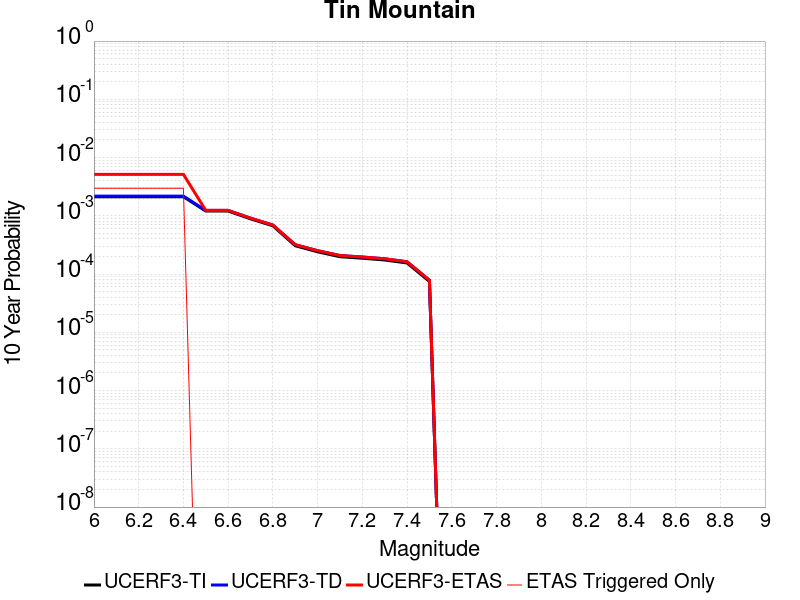 Tin Mountain
10^0
10^-1
10^-2
10^-3
10^-4
10^-5
10^-6
10^-7
10^-8
10 Year Probability
6 6.2 6.4 6.6 6.8 7 7.2 7.4 7.6 7.8 8 8.2 8.4 8.6 8.8 9
Magnitude
UCERF3-TI UCERF3-TD UCERF3-ETAS ETAS Triggered Only